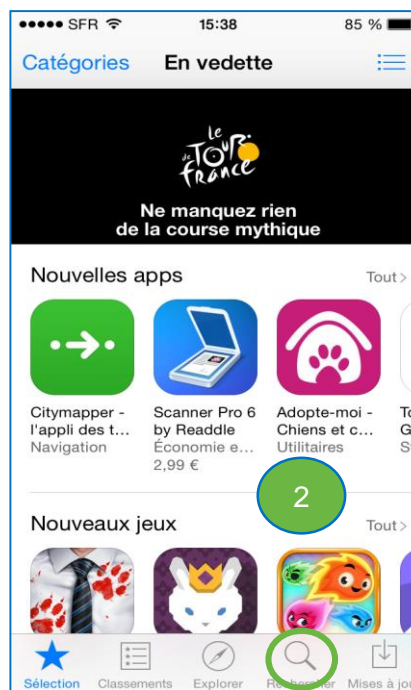 SFR 15:38 85 %
Catégories En vedette
le
TOUR
de
france
Ne manquez rien
de la course mythique
Nouvelles apps Tout >
Citymapper - Scanner Pro 6 Adopte-moi - 
l'appli des t... by Readdle Chiens et c...
Navigation Économie e... Utilitaires
2,99 €
2
Nouveaux jeux Tout >
Sélection Classements Explorer Rechercher Mises à jou